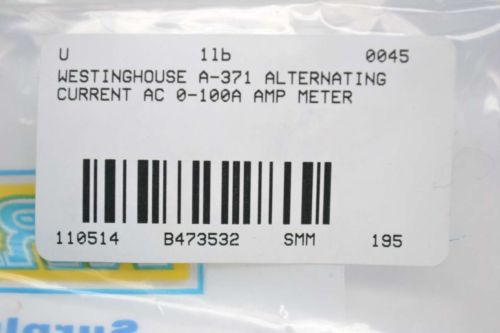 U 1lb 0045
WESTINGHOUSE A-371 ALTERNATING
CURRENT AC 0-100A AMP METER
110514 B473532 SMM 195